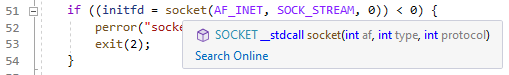 51 if ((initfd = socket(AF_INET, SOCK_STREAM, 0)) < 0) {
52 perror("socke
SOCKET __stdcall socket(int af, int type, int protocol)
53 exit(2);
Search Online
54 }